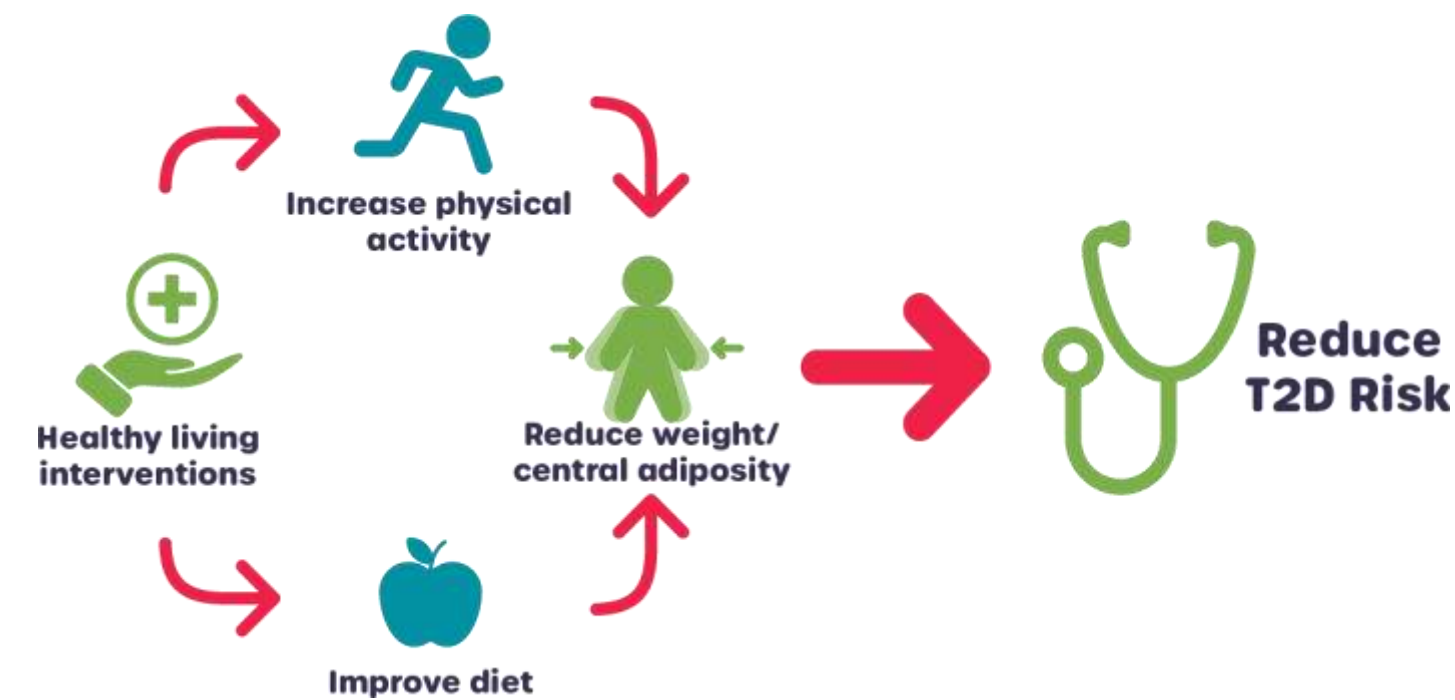 Increase physical
activity
Healthy living
interventions
Reduce weight/
central adiposity
Improve diet
Reduce
T2D Risk